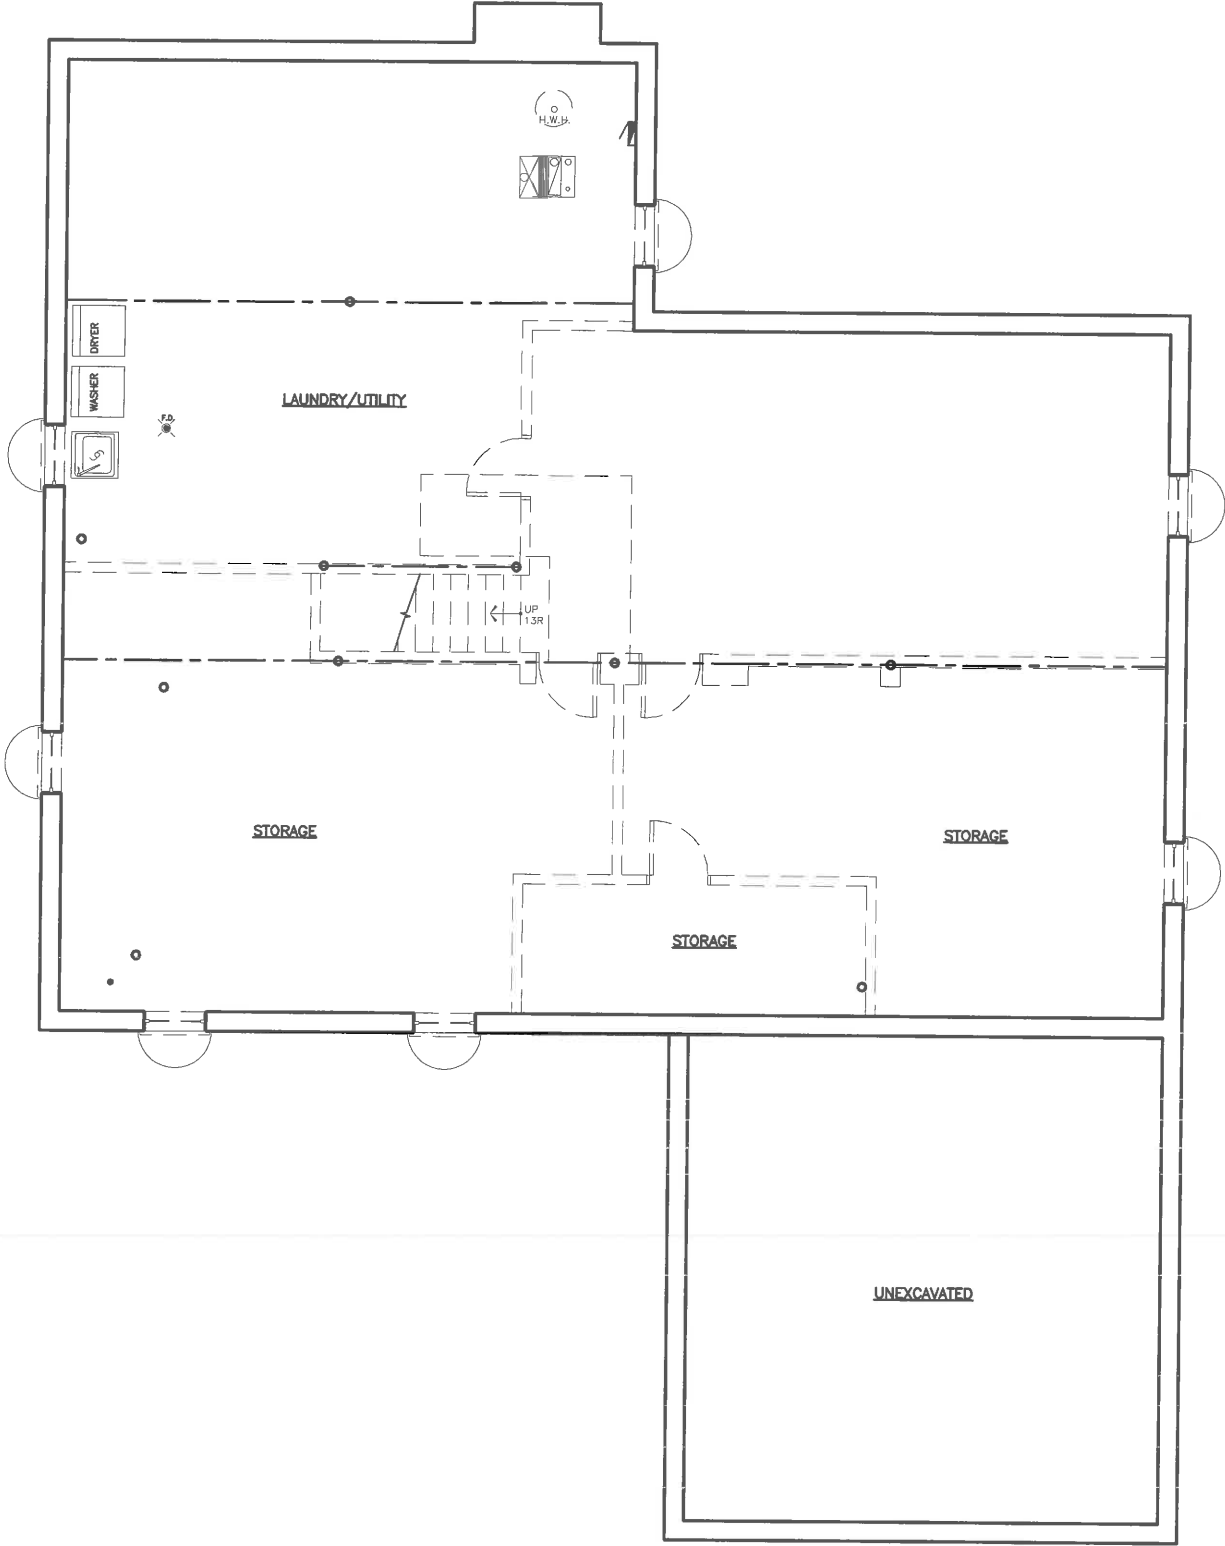 H.W.H.
DRYER
WASHER
LAUNDRY/UTILITY
F.D.
UP
13R
STORAGE
STORAGE
STORAGE
UNEXCAVATED